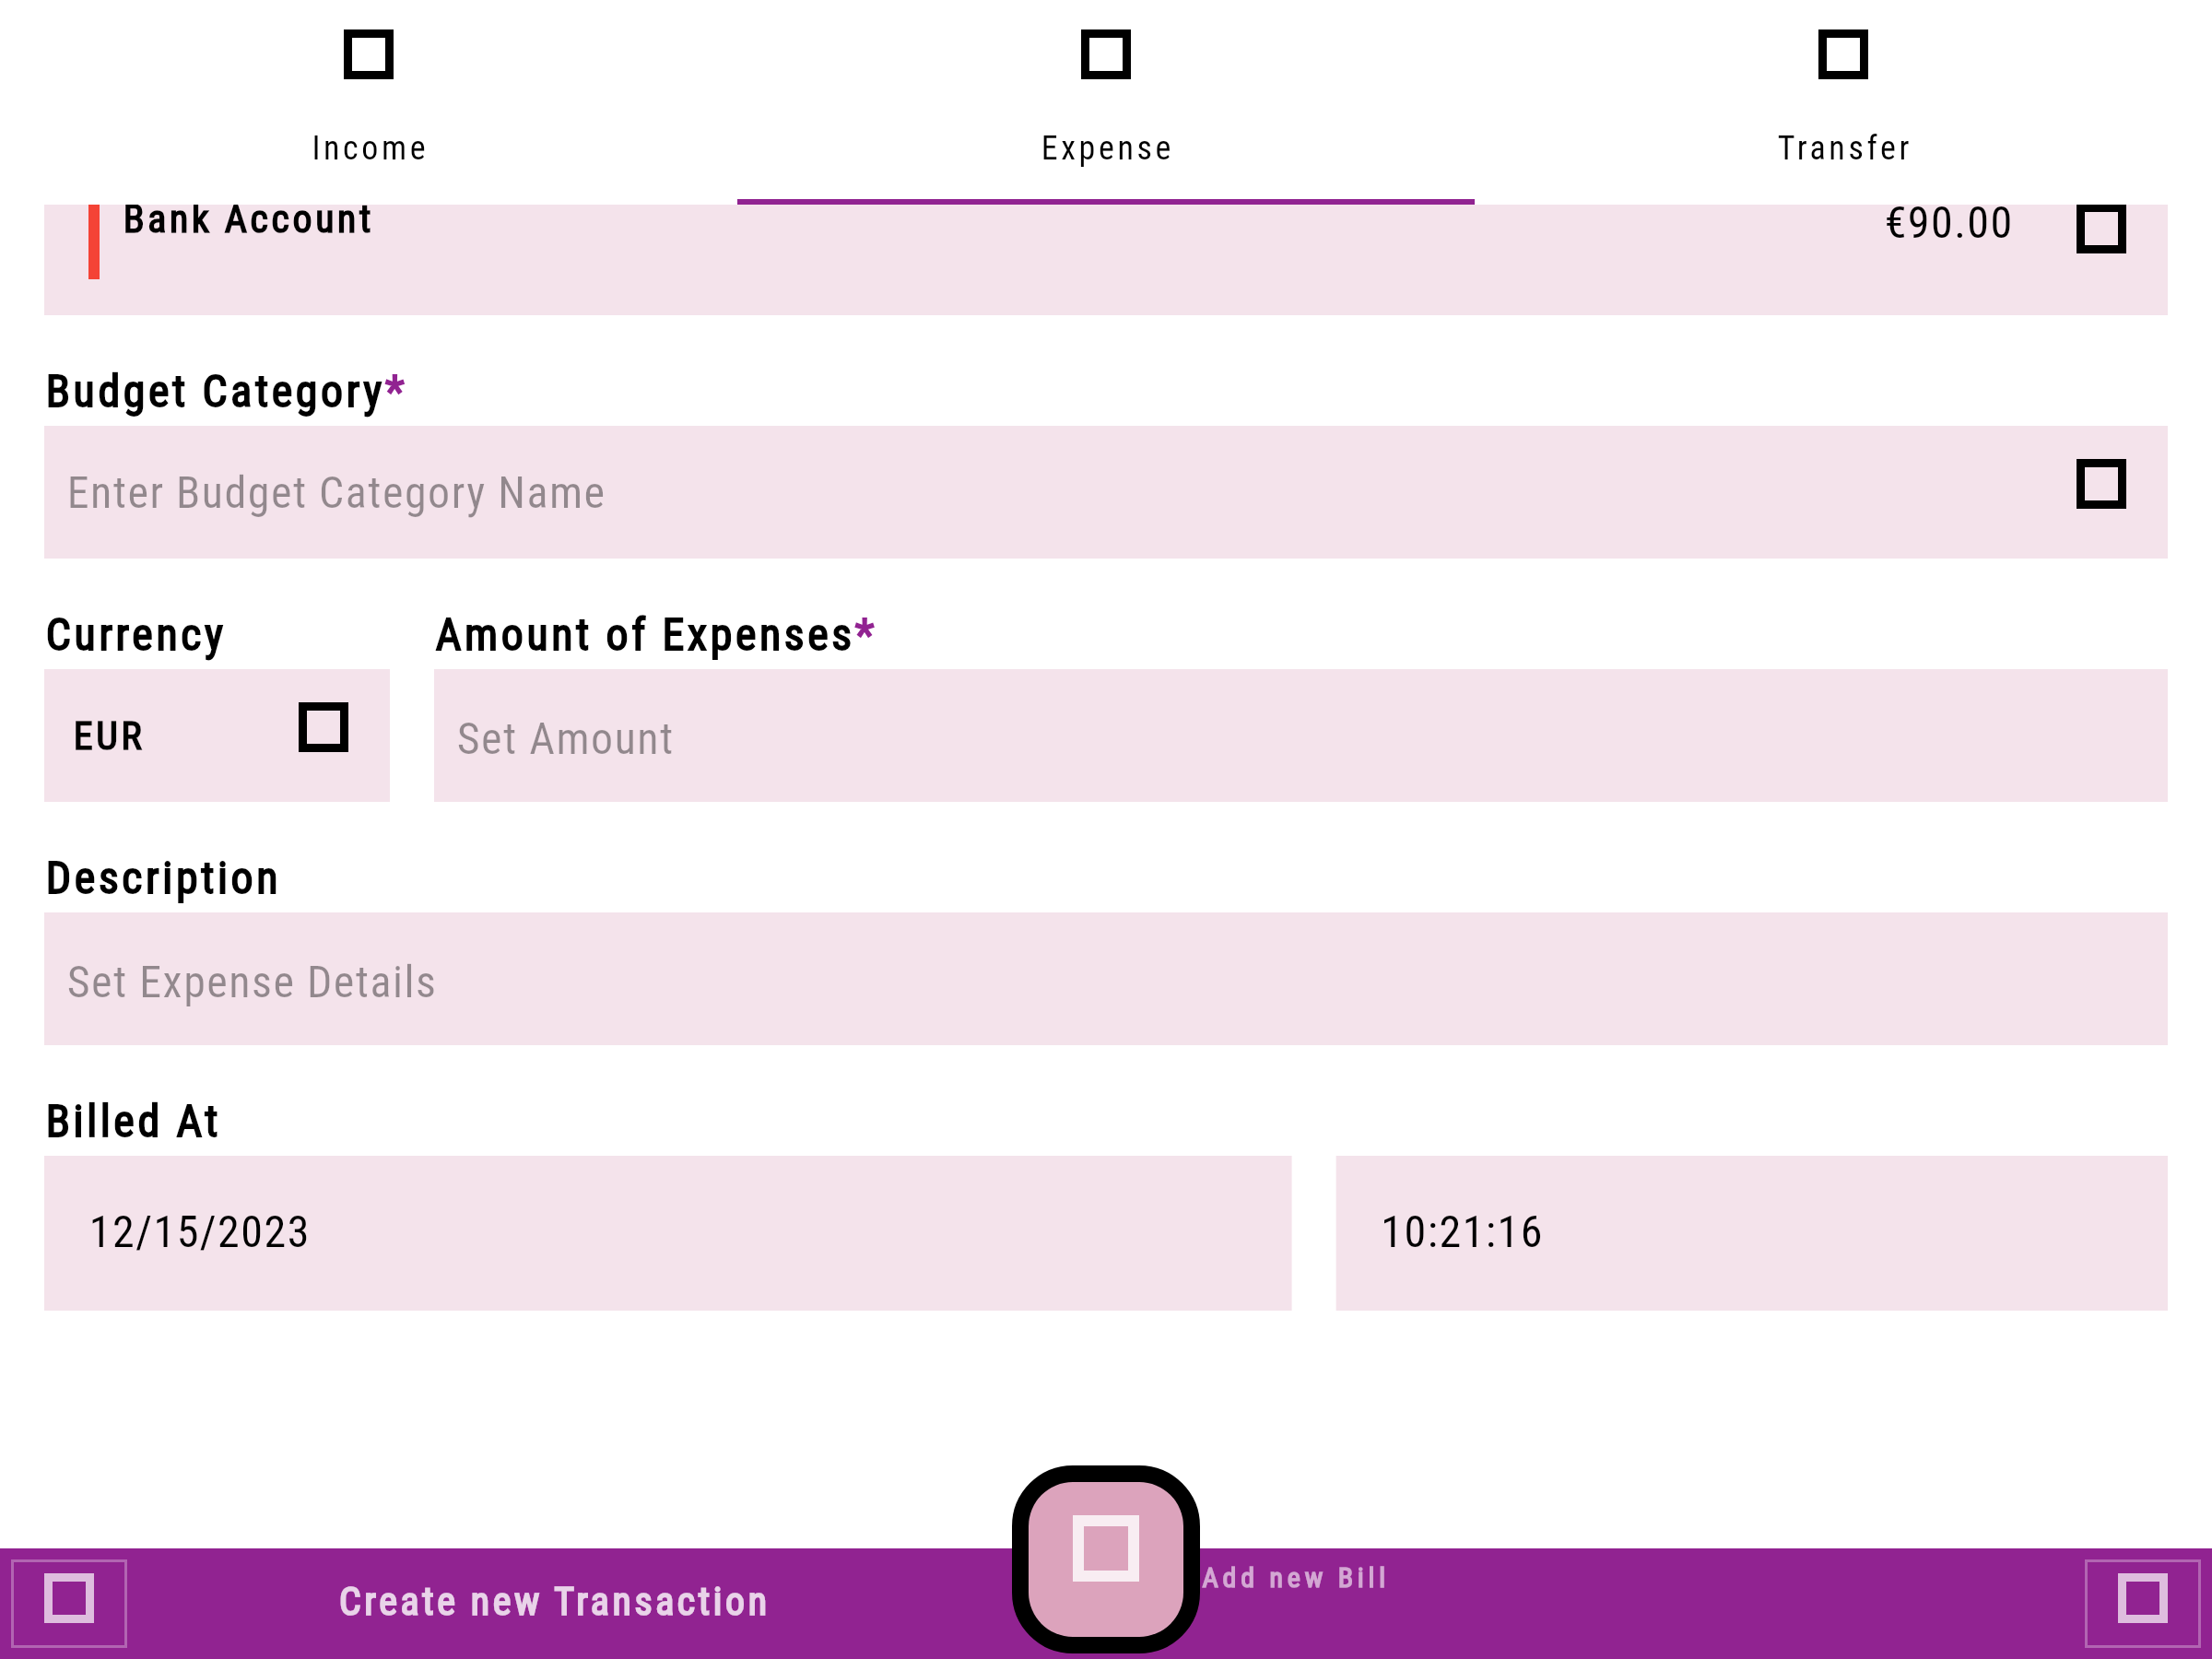 Income
Expense
Transfer
Bank Account
€90.00
Budget Category*
Enter Budget Category Name
Currency
Amount of Expenses*
EUR
Set Amount
Description
Set Expense Details
Billed At
12/15/2023
10:21:16
Create new Transaction
Add new Bill